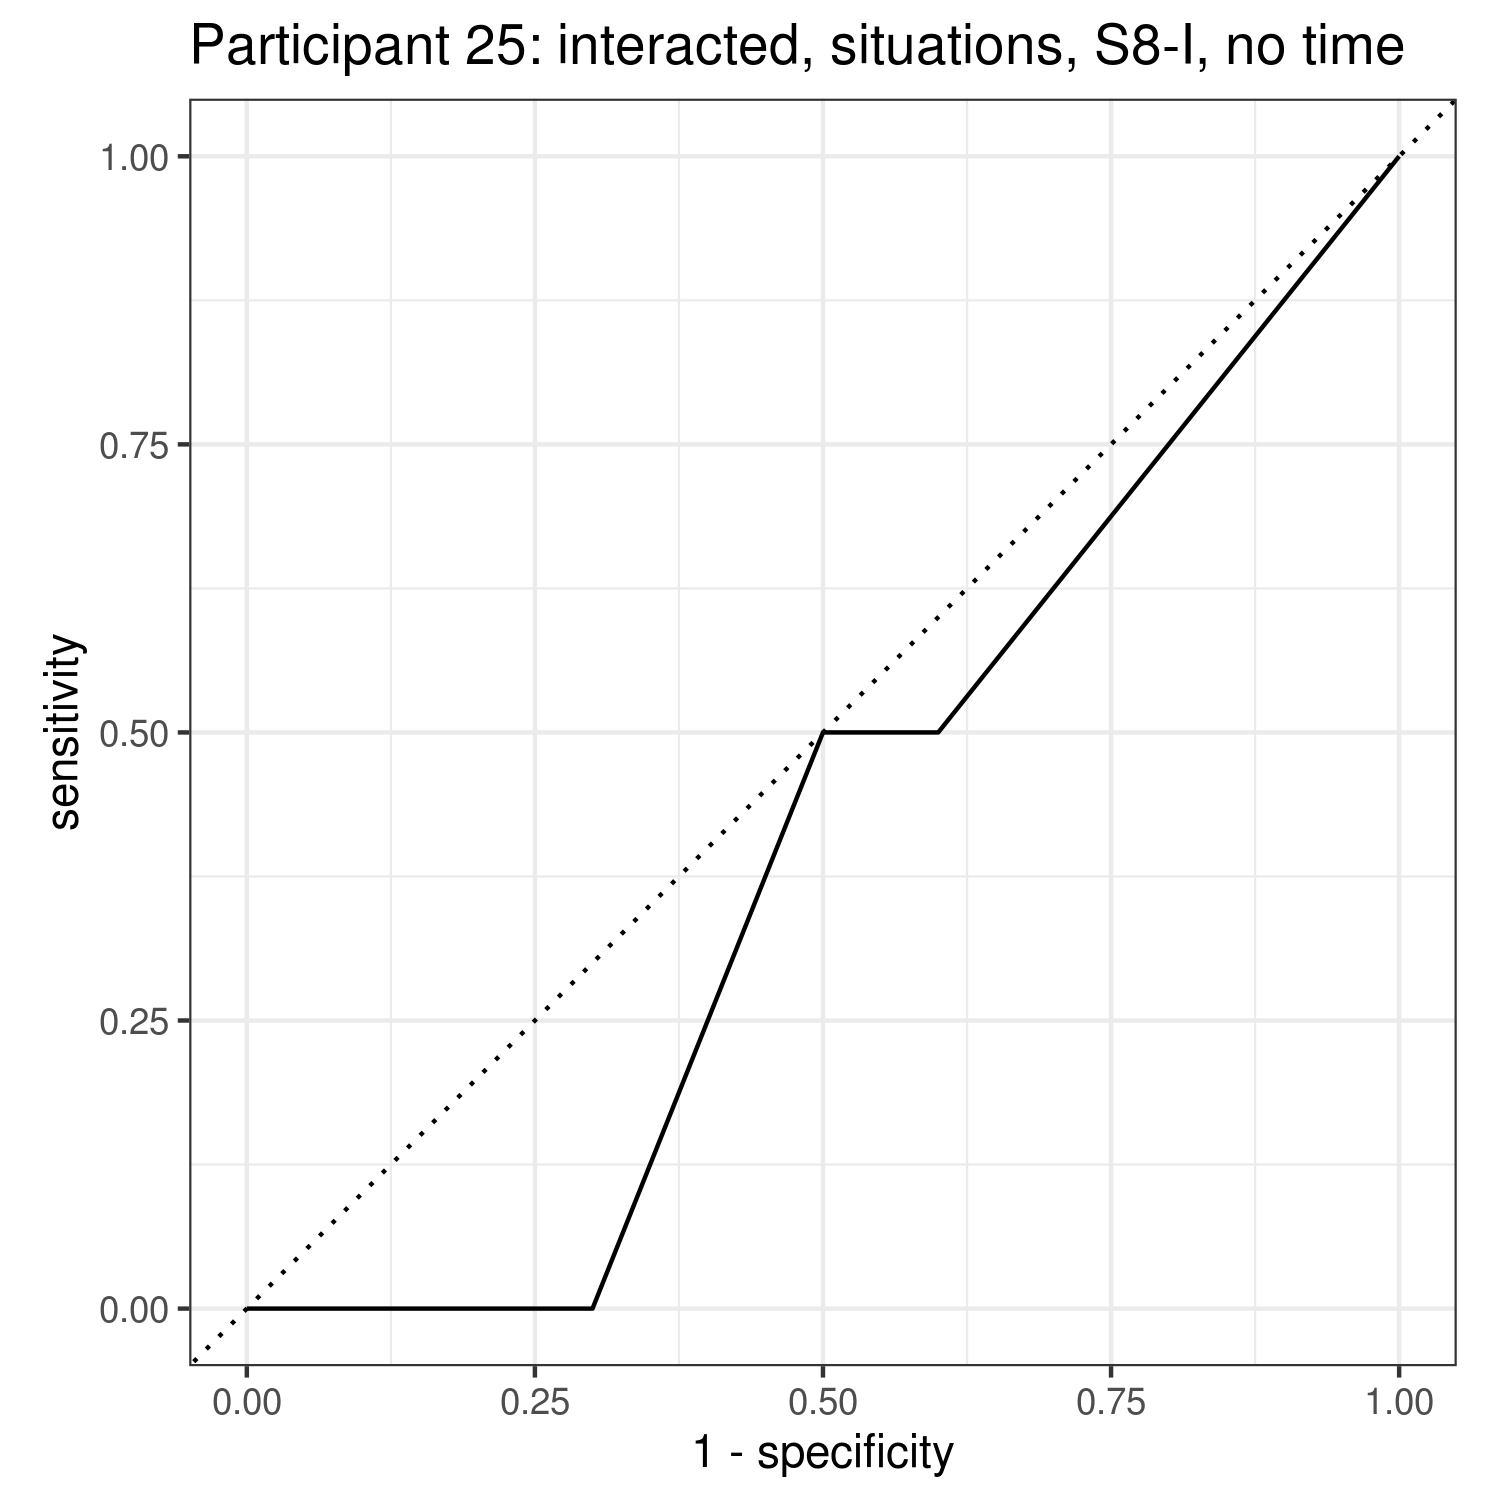 Participant 25: interacted, situations, S8-I, no time
1.00
0.75
0.50
0.25
0.00
sensitivity
0.00 0.25 0.50 0.75 1.00
1 - specificity